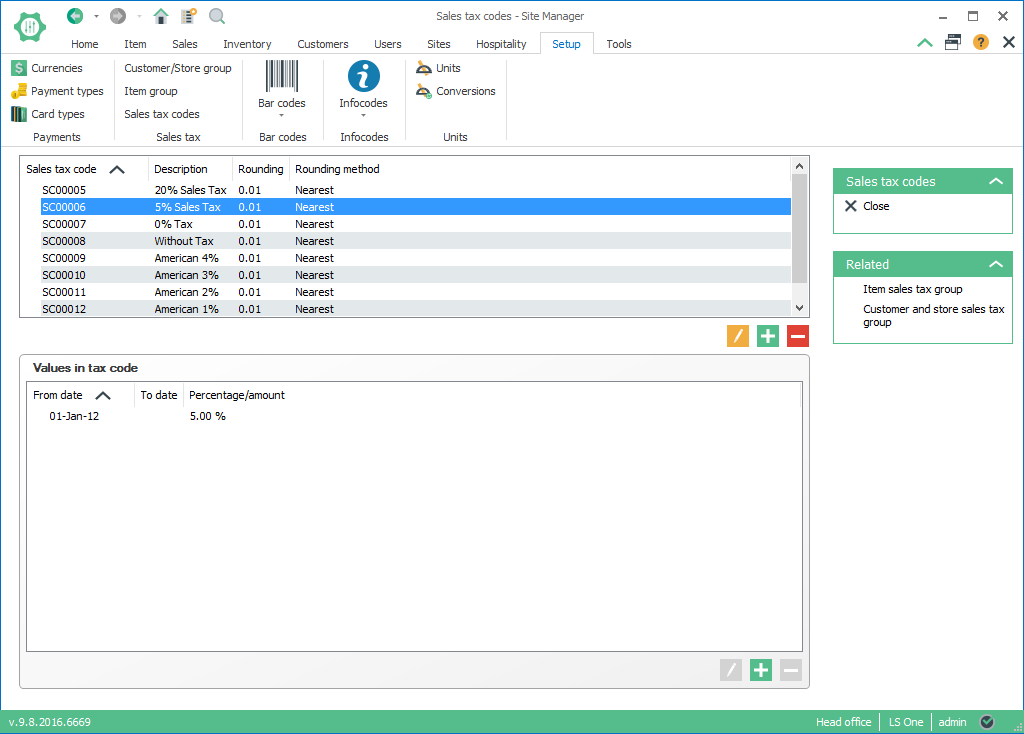 Sales tax codes - Site Manager
Home Item Sales Inventory Customers Users Sites Hospitality Setup Tools
Currencies
Payment types
Card types
Payments
Customer/Store group
Item group
Sales tax codes
Sales tax
Bar codes
Bar codes
Infocodes
Infocodes
Units
Conversions
Units
Sales tax code Description Rounding Rounding method
SC00005 20% Sales Tax 0.01 Nearest
SC00006 5% Sales Tax 0.01 Nearest
SC00007 0% Tax 0.01 Nearest
SC00008 Without Tax 0.01 Nearest
SC00009 American 4% 0.01 Nearest
SC00010 American 3% 0.01 Nearest
SC00011 American 2% 0.01 Nearest
SC00012 American 1% 0.01 Nearest
Sales tax codes
Close
Related
Item sales tax group
Customer and store sales tax
group
Values in tax code
From date To date Percentage/amount
01-Jan-12 5.00 %
v.9.8.2016.6669 Head office LS One admin